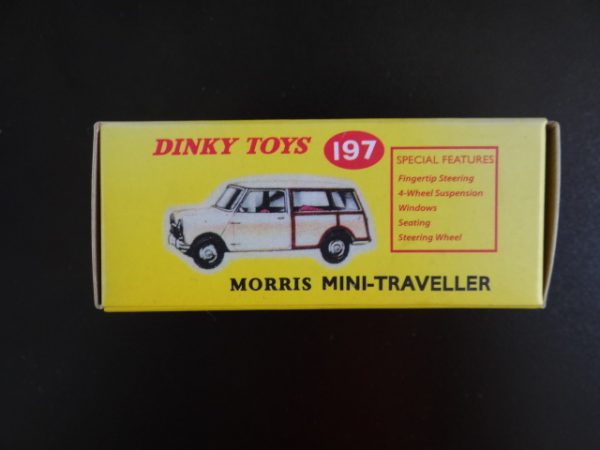 DINKY TOYS 197
SPECIAL FEATURES
Fingertip Steering
4-Wheel Suspension
Windows
Seating
Steering Wheel
MORRIS MINI-TRAVELLER